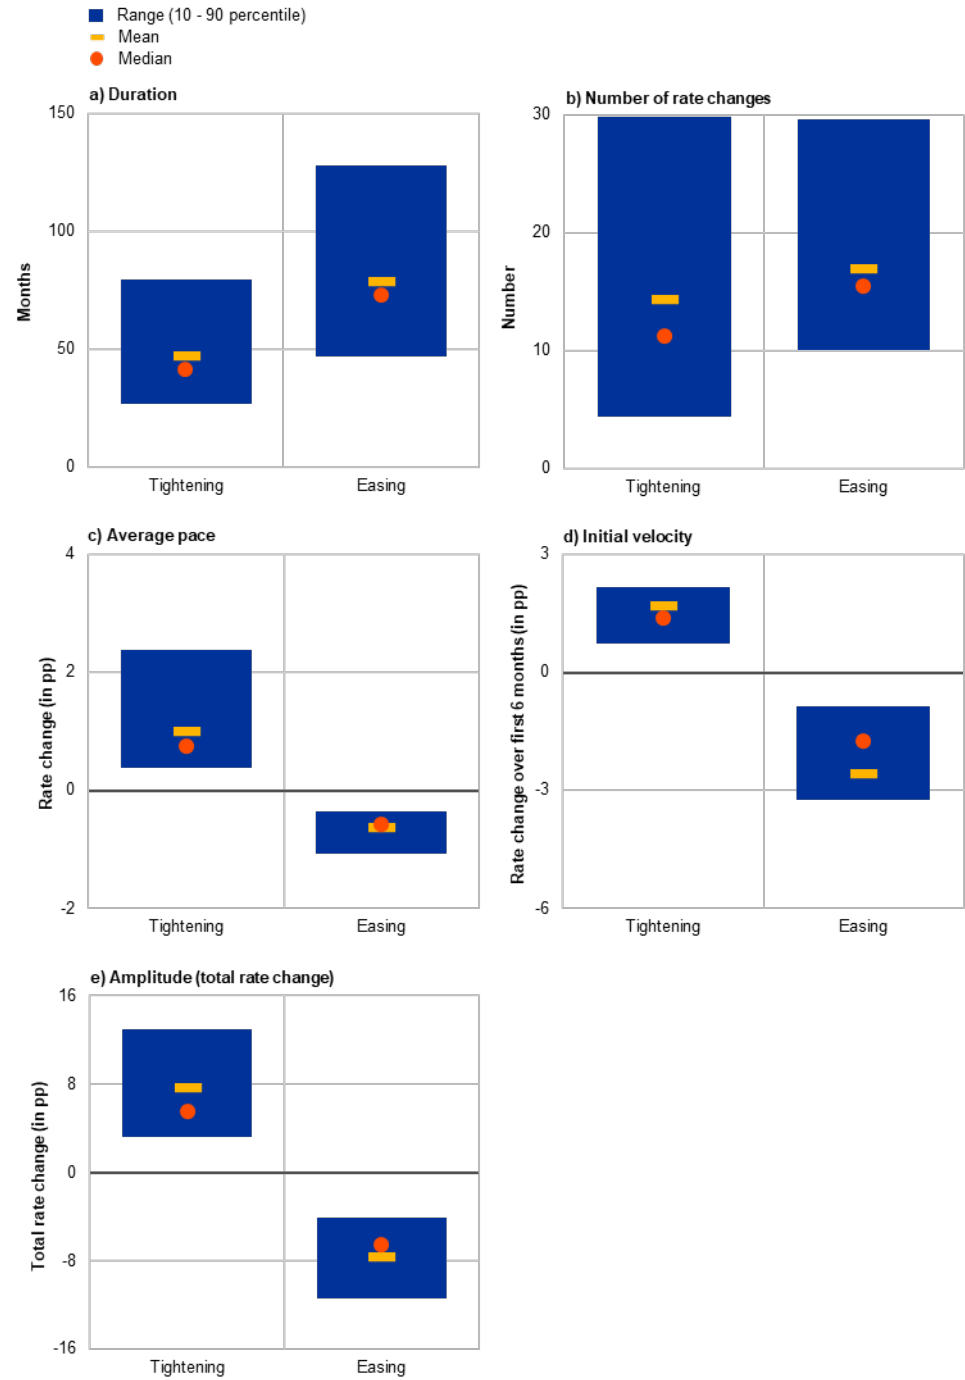 Range (10 - 90 percentile)
Mean
Median
a) Duration
150
100
50
0
Months
Tightening
Easing
b) Number of rate changes
30
20
10
0
Number
Tightening
Easing
c) Average pace
4
2
0
-2
Rate change (in pp)
Tightening
Easing
d) Initial velocity
3
0
-3
-6
Rate change over first 6 months (in pp)
Tightening
Easing
e) Amplitude (total rate change)
16
8
0
-8
-16
Total rate change (in pp)
Tightening
Easing